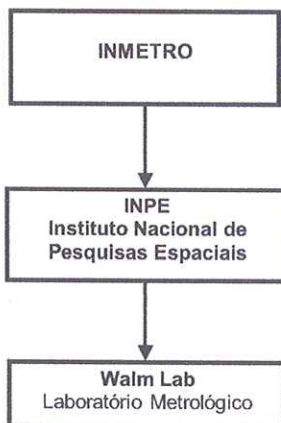 INMETRO
INPE
Instituto Nacional de
Pesquisas Espaciais
Walm Lab
Laboratório Metrológico